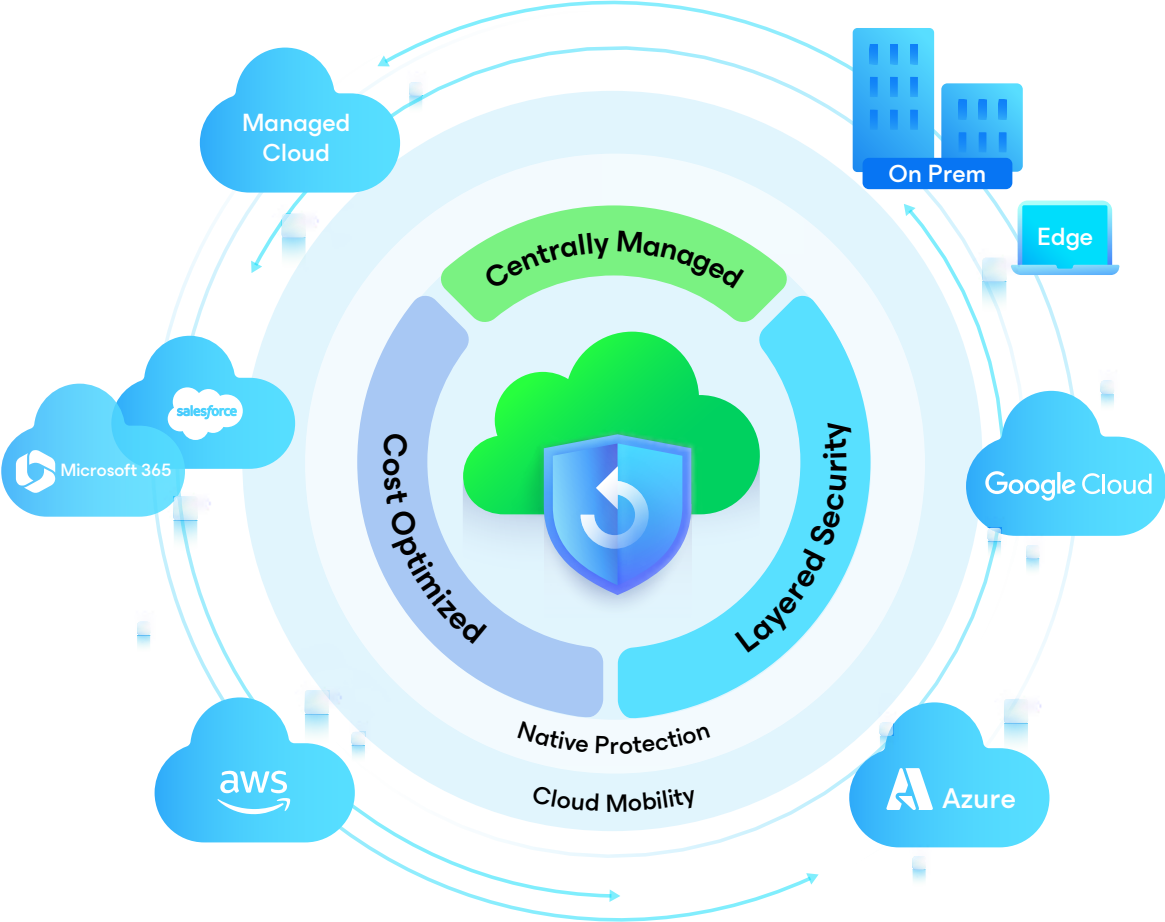 Managed
Cloud
On Prem
Edge
Centrally Managed
salesforce
Microsoft 365
Cost Optimized
Layered Security
Google Cloud
Native Protection
Cloud Mobility
aws
Azure